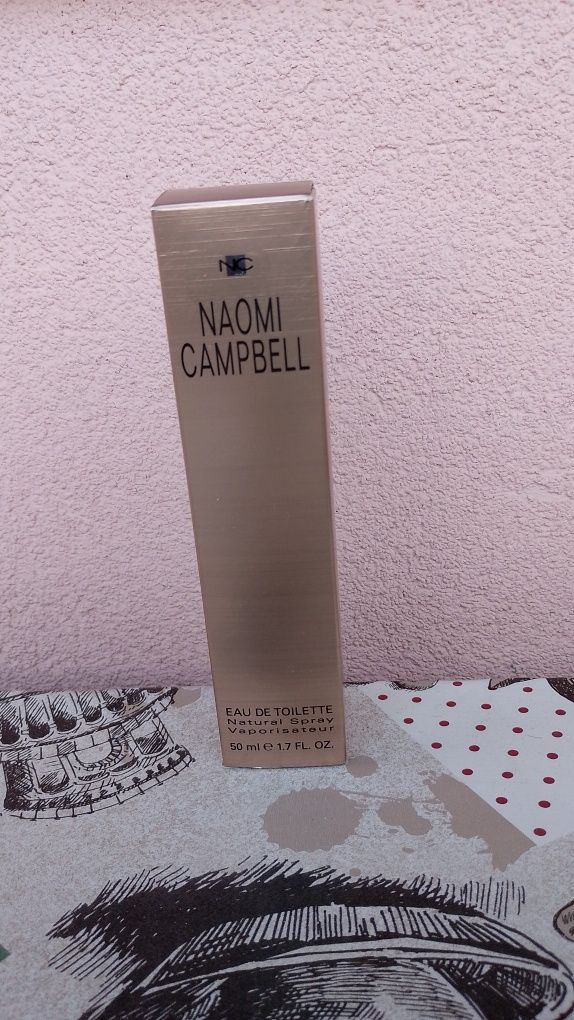 NC
NAOMI
CAMPBELL
EAU DE TOILETTE
Natural Spray
Vaporisateur
50 ml ℮ 1.7 FL. OZ.